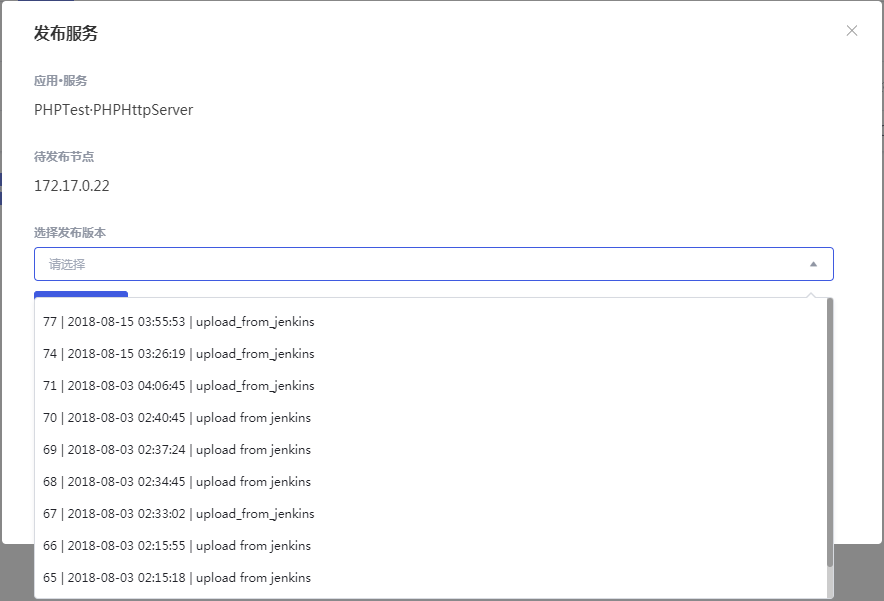 发布服务
应用•服务
PHPTest·PHPHttpServer
待发布节点
172.17.0.22
选择发布版本
请选择
77 | 2018-08-15 03:55:53 | upload_from_jenkins
74 | 2018-08-15 03:26:19 | upload_from_jenkins
71 | 2018-08-03 04:06:45 | upload_from_jenkins
70 | 2018-08-03 02:40:45 | upload from jenkins
69 | 2018-08-03 02:37:24 | upload from jenkins
68 | 2018-08-03 02:34:45 | upload from jenkins
67 | 2018-08-03 02:33:02 | upload_from_jenkins
66 | 2018-08-03 02:15:55 | upload from jenkins
65 | 2018-08-03 02:15:18 | upload from jenkins